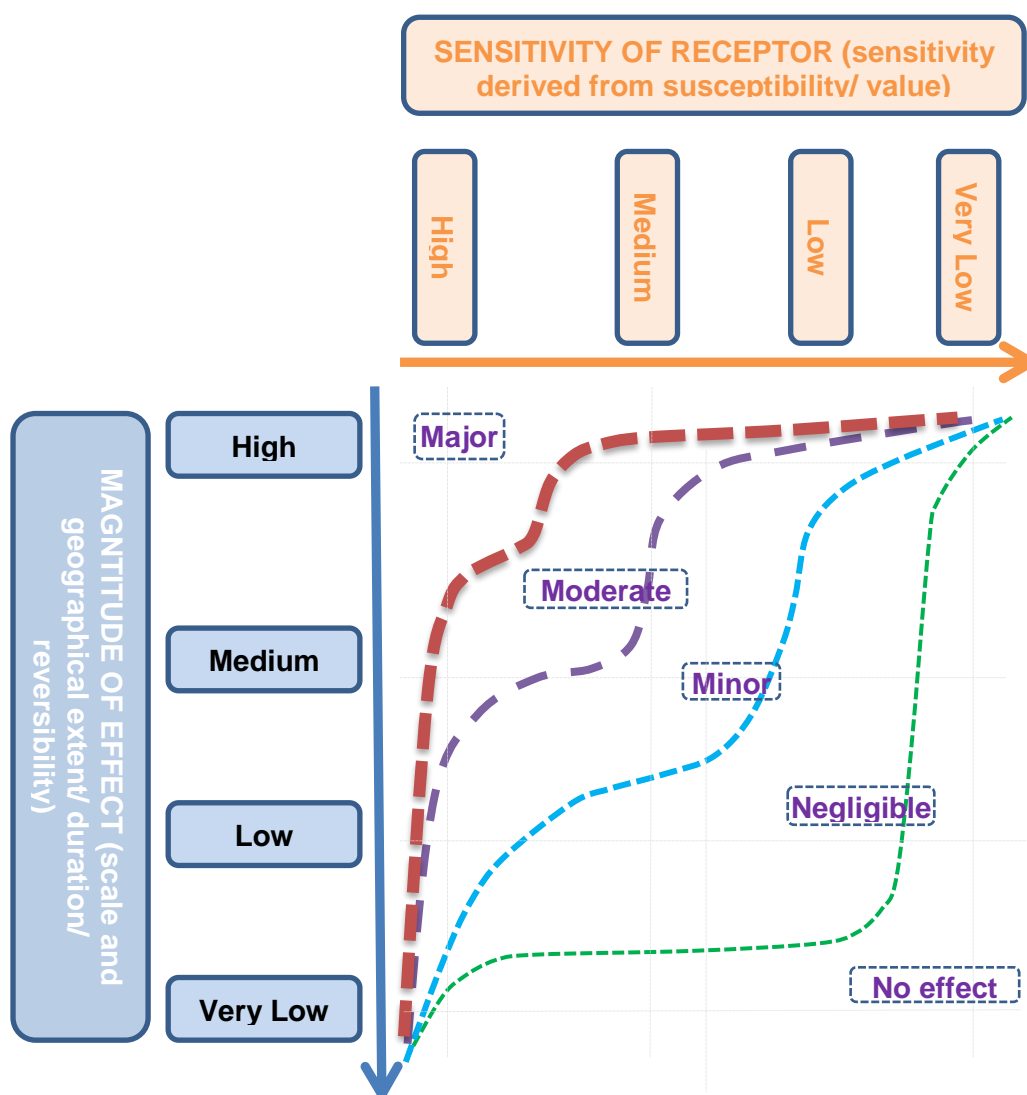 SENSITIVITY OF RECEPTOR (sensitivity
derived from susceptibility/ value)
High
Medium
Low
Very Low
MAGNTITUDE OF EFFECT (scale and
geographical extent/ duration/
reversibility)
High
Medium
Low
Very Low
Major
Moderate
Minor
Negligible
No effect